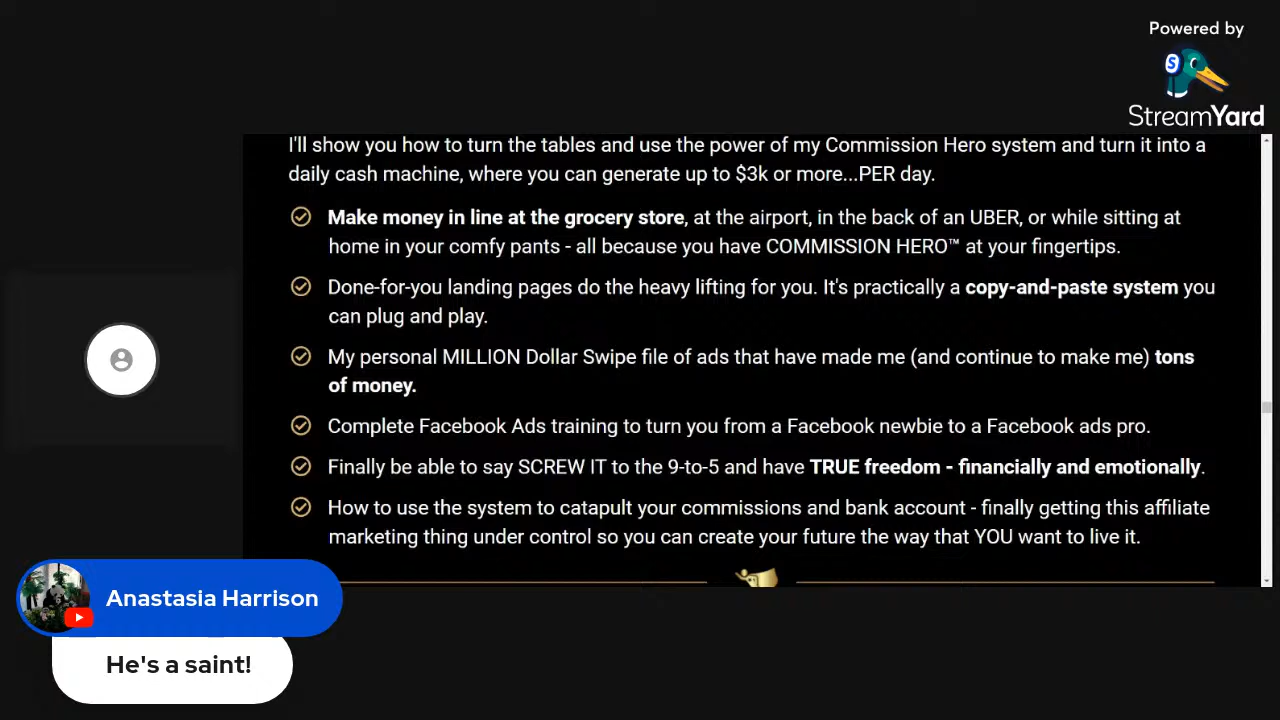 Powered by
StreamYard
I'll show you how to turn the tables and use the power of my Commission Hero system and turn it into a
daily cash machine, where you can generate up to $3k or more...PER day.
Make money in line at the grocery store, at the airport, in the back of an UBER, or while sitting at
home in your comfy pants - all because you have COMMISSION HERO™ at your fingertips.
Done-for-you landing pages do the heavy lifting for you. It's practically a copy-and-paste system you
can plug and play.
My personal MILLION Dollar Swipe file of ads that have made me (and continue to make me) tons
of money.
Complete Facebook Ads training to turn you from a Facebook newbie to a Facebook ads pro.
Finally be able to say SCREW IT to the 9-to-5 and have TRUE freedom - financially and emotionally.
How to use the system to catapult your commissions and bank account - finally getting this affiliate
marketing thing under control so you can create your future the way that YOU want to live it.
Anastasia Harrison
He's a saint!